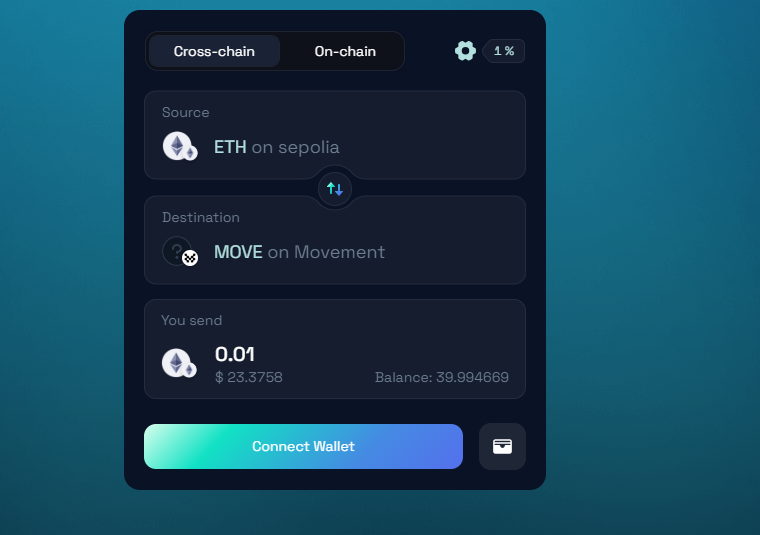 Cross-chain On-chain 1 %
Source
ETH on sepolia
Destination
?
MOVE on Movement
You send
0.01
$ 23.3758 Balance: 39.994669
Connect Wallet